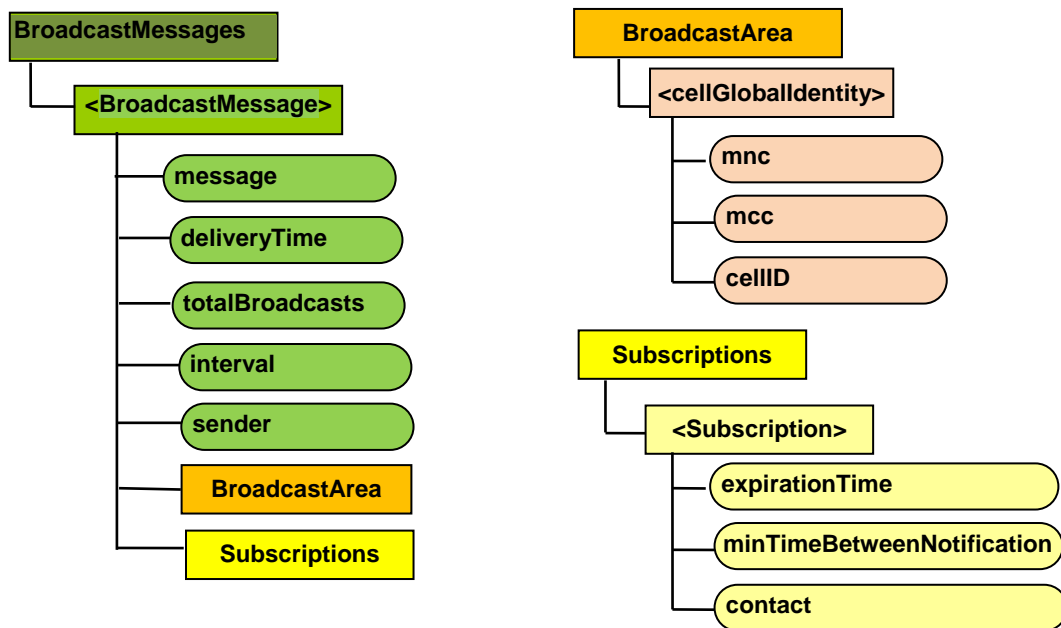 BroadcastMessages
<BroadcastMessage>
message
deliveryTime
totalBroadcasts
interval
sender
BroadcastArea
Subscriptions
BroadcastArea
<cellGlobalIdentity>
mnc
mcc
cellID
Subscriptions
<Subscription>
expirationTime
minTimeBetweenNotification
contact